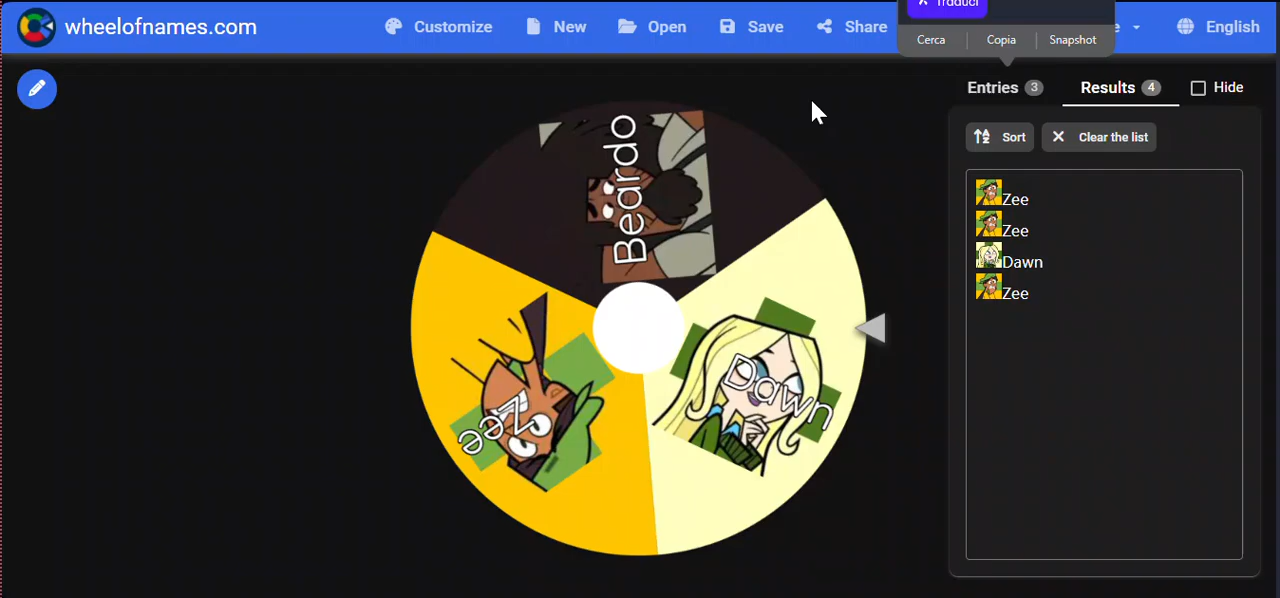 Traduci
wheelofnames.com
Customize
New
Open
Save
Share
English
Cerca
Copia
Snapshot
Entries 3
Results 4
Hide
Sort
Clear the list
Zee
Zee
Dawn
Zee
Beardo
Dawn
Zee